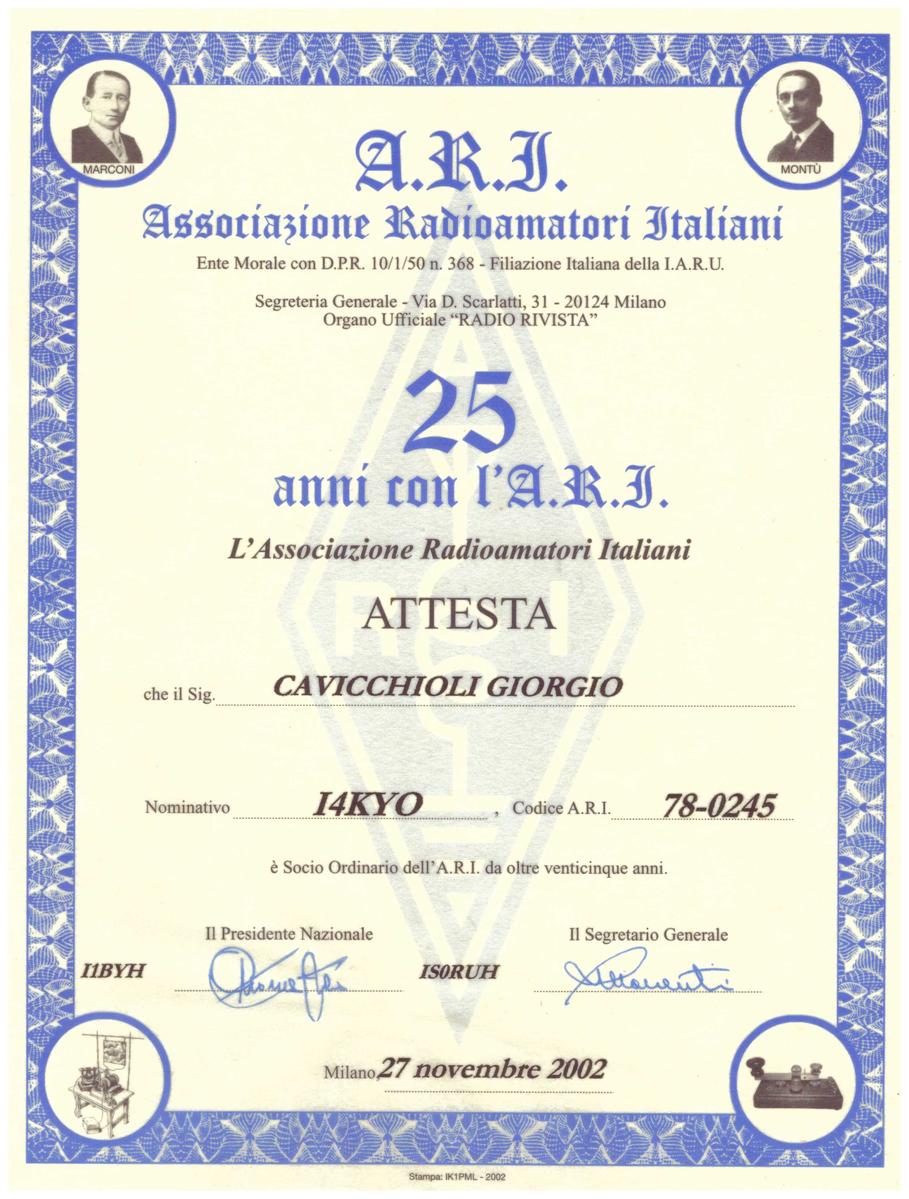 MARCONI
MONTÙ
A.R.I.
Associazione Radioamatori Italiani
Ente Morale con D.P.R. 10/1/50 n. 368 - Filiazione Italiana della I.A.R.U.
Segreteria Generale - Via D. Scarlatti, 31 - 20124 Milano
Organo Ufficiale “RADIO RIVISTA”
25
anni con l'A.R.I.
L'Associazione Radioamatori Italiani
ATTESTA
che il Sig. CAVICCHIOLI GIORGIO
Nominativo I4KYO , Codice A.R.I. 78-0245
è Socio Ordinario dell'A.R.I. da oltre venticinque anni.
Il Presidente Nazionale Il Segretario Generale
I1BYH IS0RUH
Milano, 27 novembre 2002
Stampa: IK1PML - 2002
A
R I